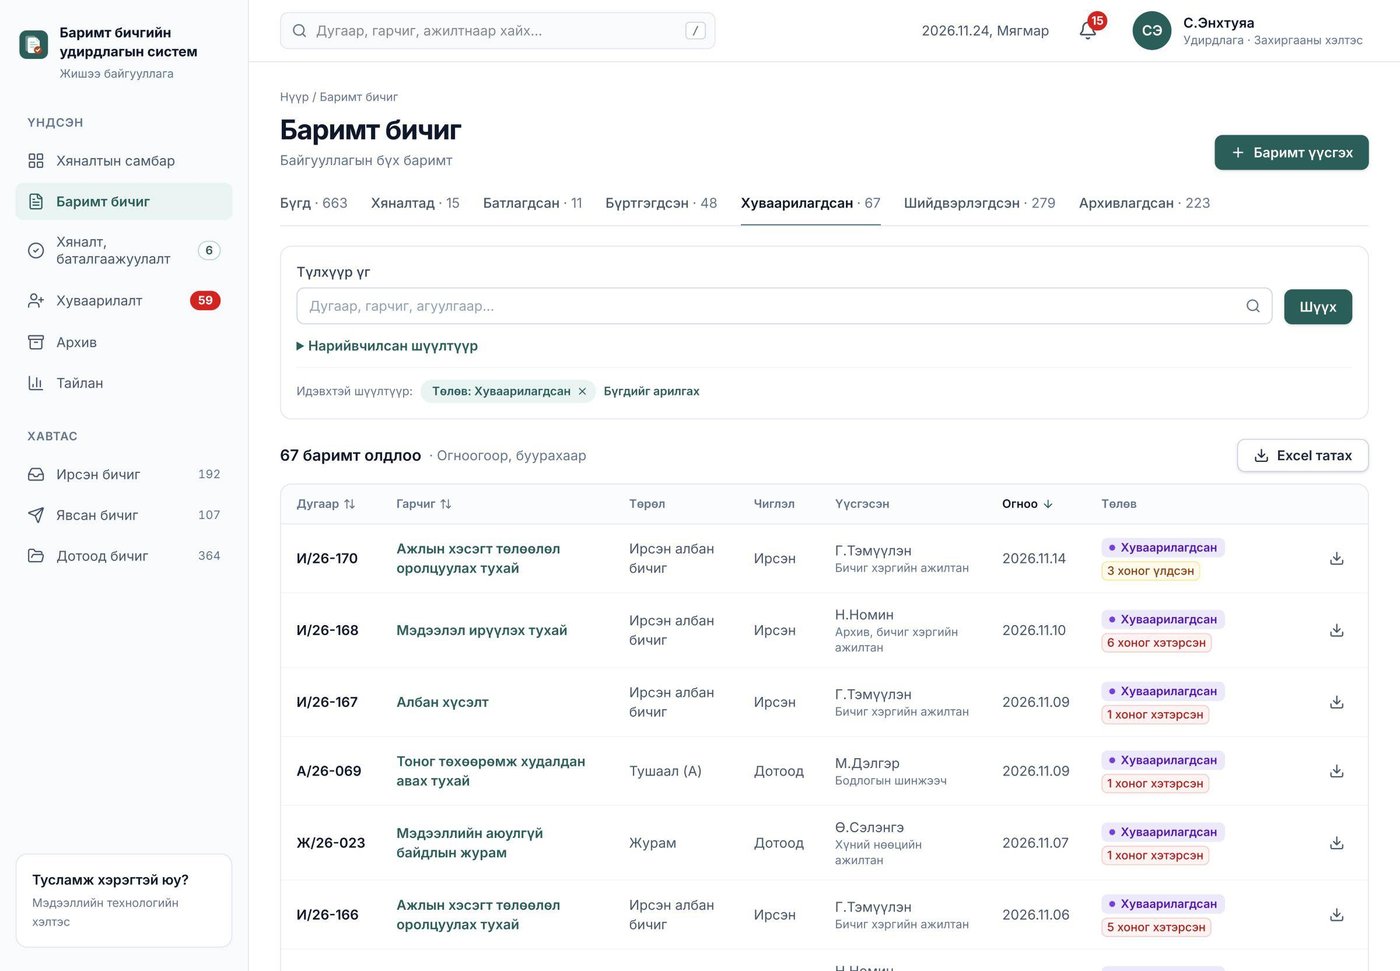 Баримт бичгийн
удирдлагын систем
Жишээ байгууллага
ҮНДСЭН
Хяналтын самбар
Баримт бичиг
Хяналт,
баталгаажуулалт
6
Хуваарилалт
59
Архив
Тайлан
ХАВТАС
Ирсэн бичиг 192
Явсан бичиг 107
Дотоод бичиг 364
Тусламж хэрэгтэй юу?
Мэдээллийн технологийн
хэлтэс
Дугаар, гарчиг, ажилтнаар хайх... /
2026.11.24, Мягмар
15
СЭ
С.Энхтуяа
Удирдлага · Захиргааны хэлтэс
Нүүр / Баримт бичиг
Баримт бичиг
Байгууллагын бүх баримт
+ Баримт үүсгэх
Бүгд · 663 Хяналтад · 15 Батлагдсан · 11 Бүртгэгдсэн · 48 Хуваарилагдсан · 67 Шийдвэрлэгдсэн · 279 Архивлагдсан · 223
Түлхүүр үг
Дугаар, гарчиг, агуулгаар...
Шүүх
Нарийвчилсан шүүлтүүр
Идэвхтэй шүүлтүүр: Төлөв: Хуваарилагдсан × Бүгдийг арилгах
67 баримт олдлоо · Огноогоор, буурахаар
Excel татах
Дугаар ↑↓ Гарчиг ↑↓ Төрөл Чиглэл Үүсгэсэн Огноо ↓ Төлөв
И/26-170
Ажлын хэсэгт төлөөлөл
оролцуулах тухай
Ирсэн албан
бичиг
Ирсэн
Г.Тэмүүлэн
Бичиг хэргийн ажилтан
2026.11.14
Хуваарилагдсан
3 хоног үлдсэн
И/26-168
Мэдээлэл ирүүлэх тухай
Ирсэн албан
бичиг
Ирсэн
Н.Номин
Архив, бичиг хэргийн
ажилтан
2026.11.10
Хуваарилагдсан
6 хоног хэтэрсэн
И/26-167
Албан хүсэлт
Ирсэн албан
бичиг
Ирсэн
Г.Тэмүүлэн
Бичиг хэргийн ажилтан
2026.11.09
Хуваарилагдсан
1 хоног хэтэрсэн
А/26-069
Тоног төхөөрөмж худалдан
авах тухай
Тушаал (А)
Дотоод
М.Дэлгэр
Бодлогын шинжээч
2026.11.09
Хуваарилагдсан
1 хоног хэтэрсэн
Ж/26-023
Мэдээллийн аюулгүй
байдлын журам
Журам
Дотоод
Ө.Сэлэнгэ
Хүний нөөцийн
ажилтан
2026.11.07
Хуваарилагдсан
1 хоног хэтэрсэн
И/26-166
Ажлын хэсэгт төлөөлөл
оролцуулах тухай
Ирсэн албан
бичиг
Ирсэн
Г.Тэмүүлэн
Бичиг хэргийн ажилтан
2026.11.06
Хуваарилагдсан
5 хоног хэтэрсэн